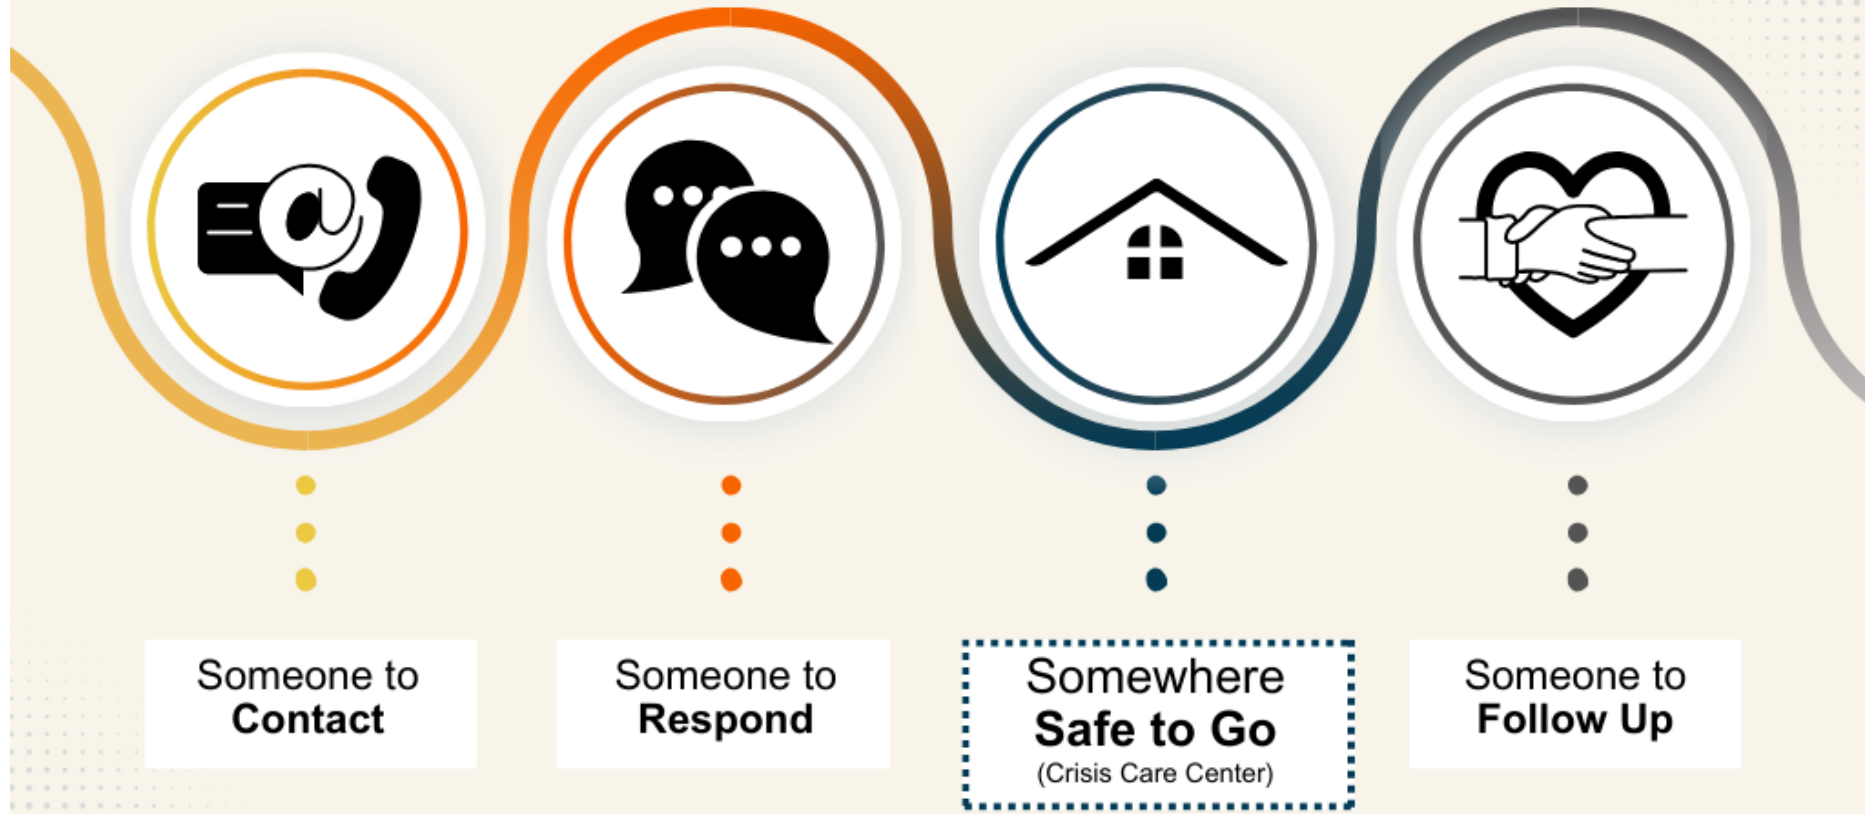 Someone to
Contact
Someone to
Respond
Somewhere
Safe to Go
(Crisis Care Center)
Someone to
Follow Up